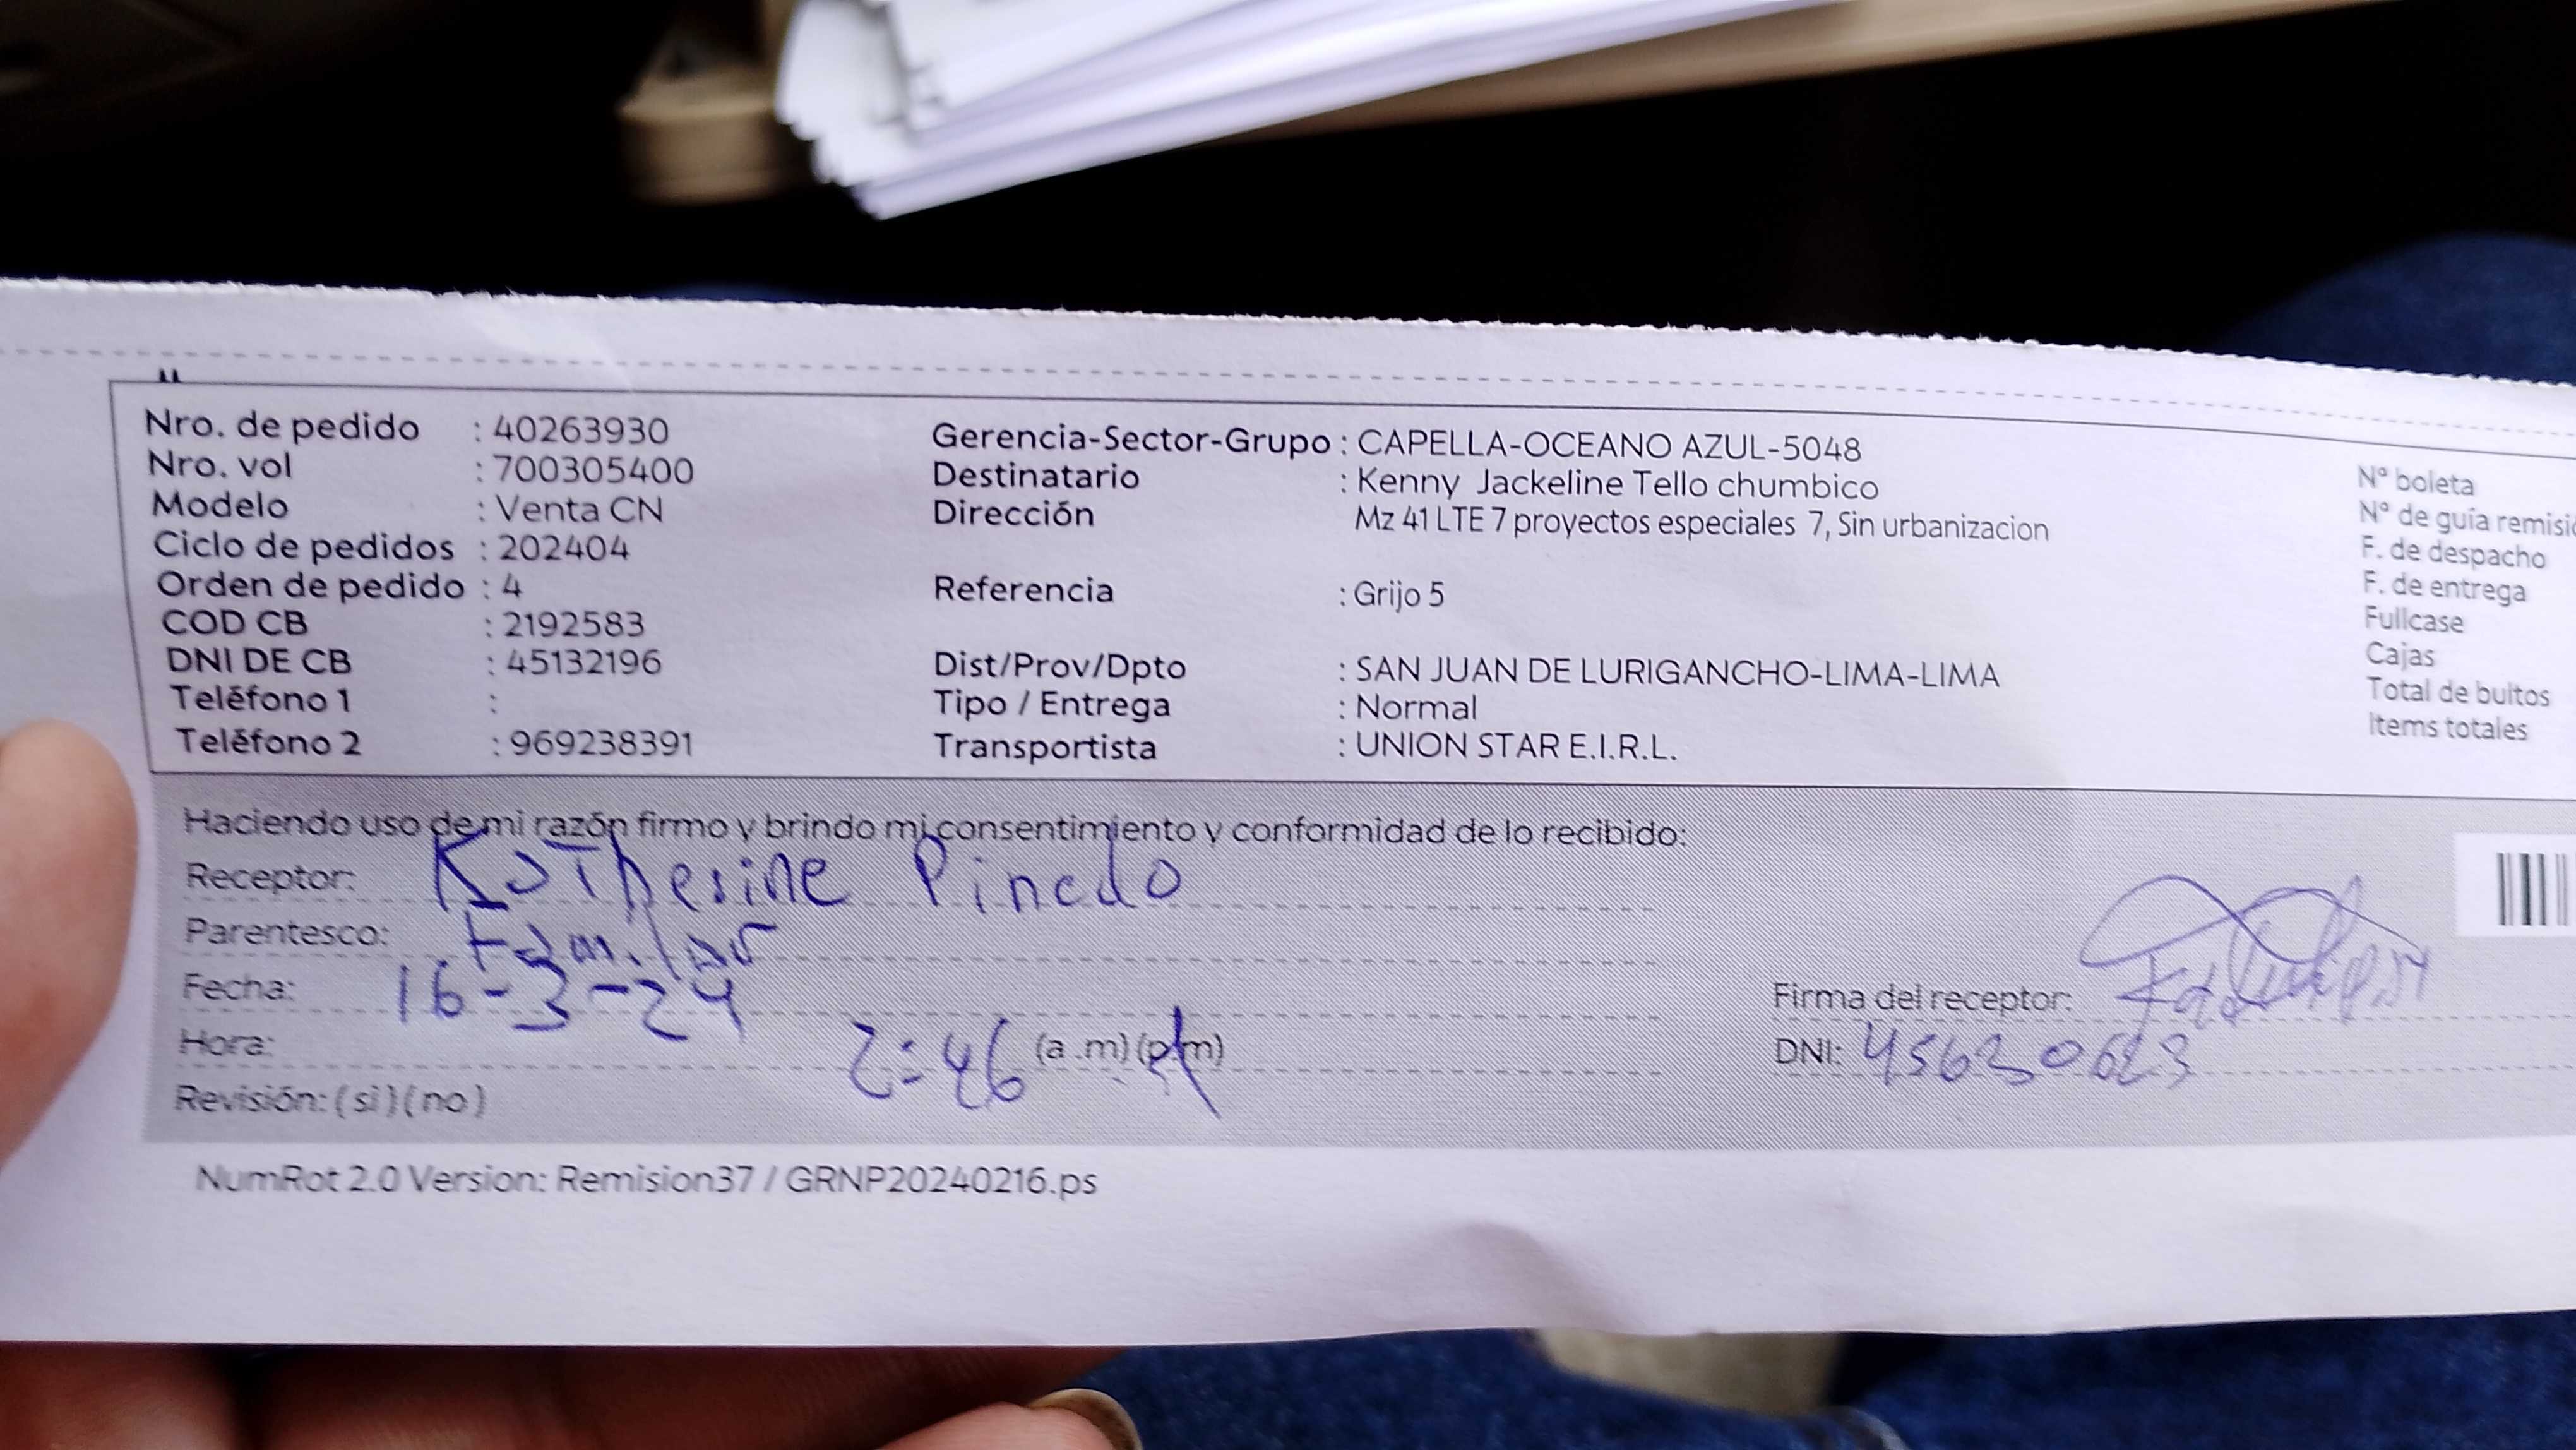 Nro. de pedido : 40263930
Nro. vol : 700305400
Modelo : Venta CN
Ciclo de pedidos : 202404
Orden de pedido : 4
COD CB : 2192583
DNI DE CB : 45132196
Teléfono 1 :
Teléfono 2 : 969238391
Gerencia-Sector-Grupo : CAPELLA-OCEANO AZUL-5048
Destinatario : Kenny Jackeline Tello chumbico
Dirección Mz 41 LTE 7 proyectos especiales 7, Sin urbanizacion
Referencia : Grijo 5
Dist/Prov/Dpto : SAN JUAN DE LURIGANCHO-LIMA-LIMA
Tipo / Entrega : Normal
Transportista : UNION STAR E.I.R.L.
N° boleta
N° de guía remisió
F. de despacho
F. de entrega
Fullcase
Cajas
Total de bultos
Items totales
Haciendo uso de mi razón firmo y brindo mi consentimiento y conformidad de lo recibido:
Receptor: Katherine Pinedo
Parentesco: Familiar
Fecha: 16-3-24
Hora: 2:46 (a.m) (p.m)
Revisión: (si) (no)
Firma del receptor:
DNI: 45630623
NumRot 2.0 Version: Remision37 / GRNP20240216.ps